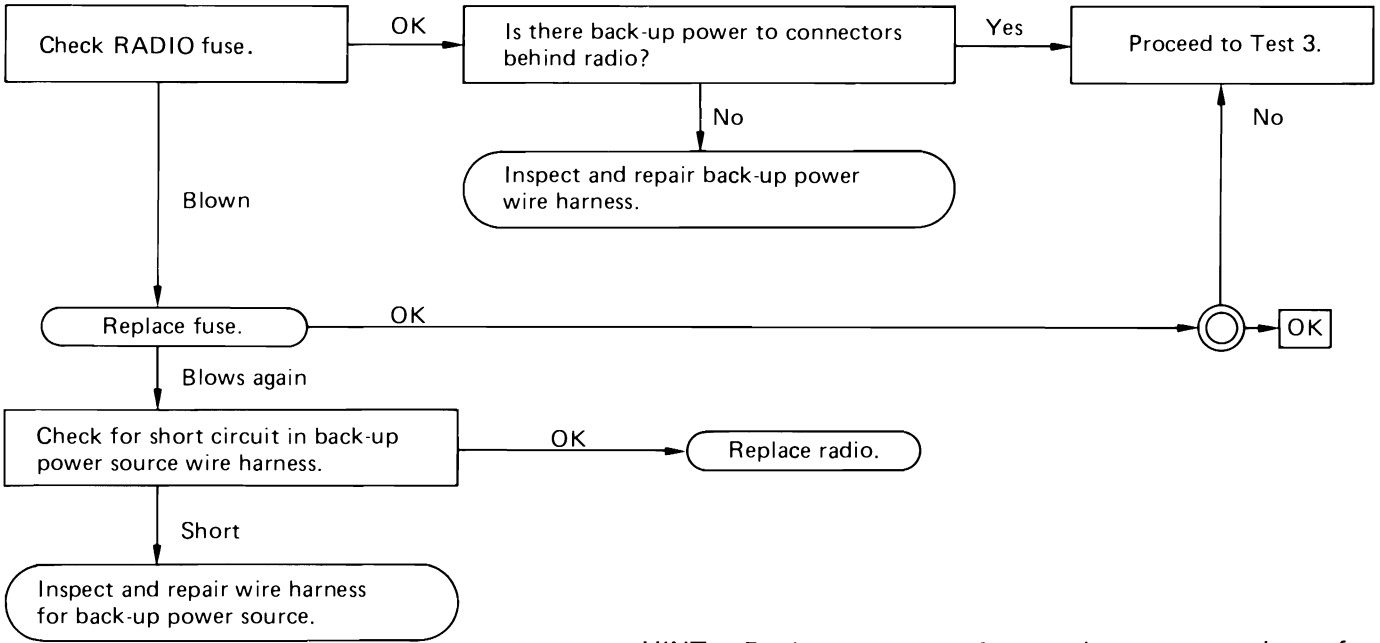 Check RADIO fuse.
OK
Is there back-up power to connectors
behind radio?
Yes
Proceed to Test 3.
No
No
Inspect and repair back-up power
wire harness.
Blown
Replace fuse.
OK
OK
Blows again
Check for short circuit in back-up
power source wire harness.
OK
Replace radio.
Short
Inspect and repair wire harness
for back-up power source.